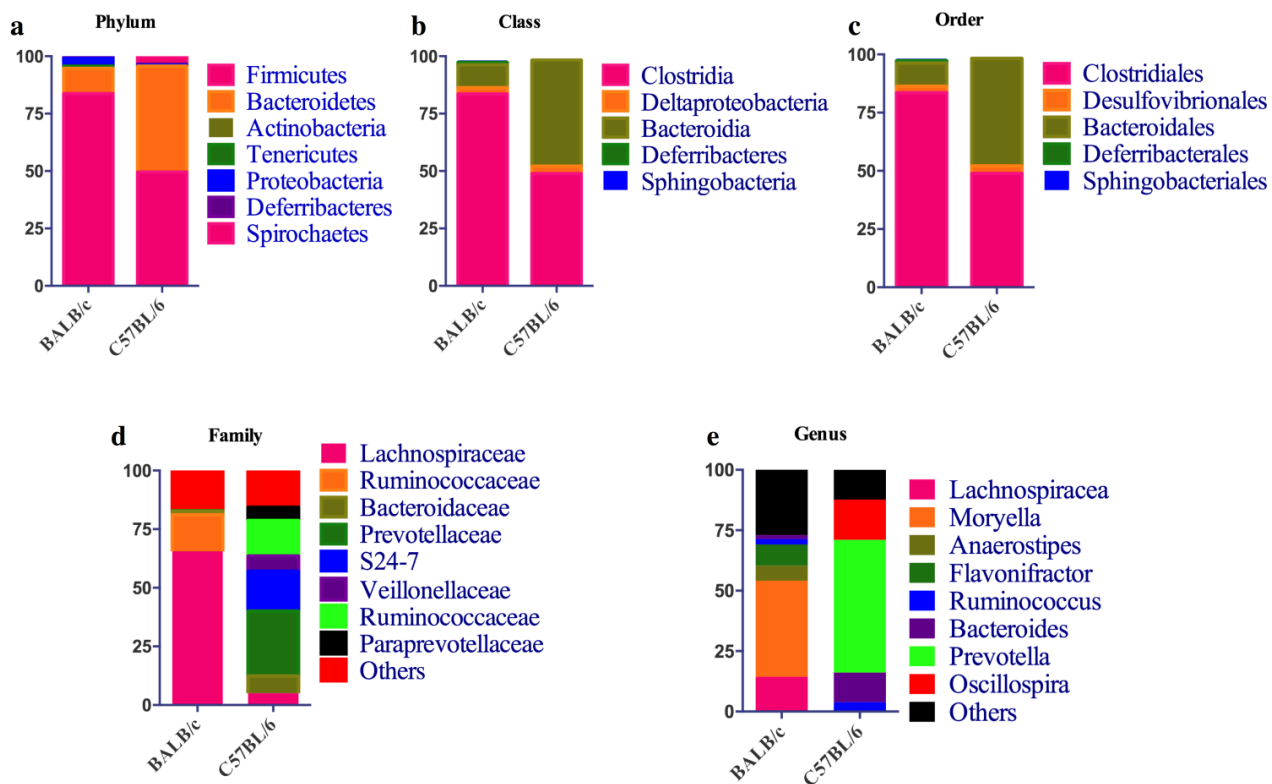 a
Phylum
100
75
50
25
0
BALB/c
C57BL/6
Firmicutes
Bacteroidetes
Actinobacteria
Tenericutes
Proteobacteria
Deferribacteres
Spirochaetes
b
Class
100
75
50
25
0
BALB/c
C57BL/6
Clostridia
Deltaproteobacteria
Bacteroidia
Deferribacteres
Sphingobacteria
c
Order
100
75
50
25
0
BALB/c
C57BL/6
Clostridiales
Desulfovibrionales
Bacteroidales
Deferribacterales
Sphingobacteriales
d
Family
100
75
50
25
0
BALB/c
C57BL/6
Lachnospiraceae
Ruminococcaceae
Bacteroidaceae
Prevotellaceae
S24-7
Veillonellaceae
Ruminococcaceae
Paraprevotellaceae
Others
e
Genus
100
75
50
25
0
BALB/c
C57BL/6
Lachnospiracea
Moryella
Anaerostipes
Flavonifractor
Ruminococcus
Bacteroides
Prevotella
Oscillospira
Others